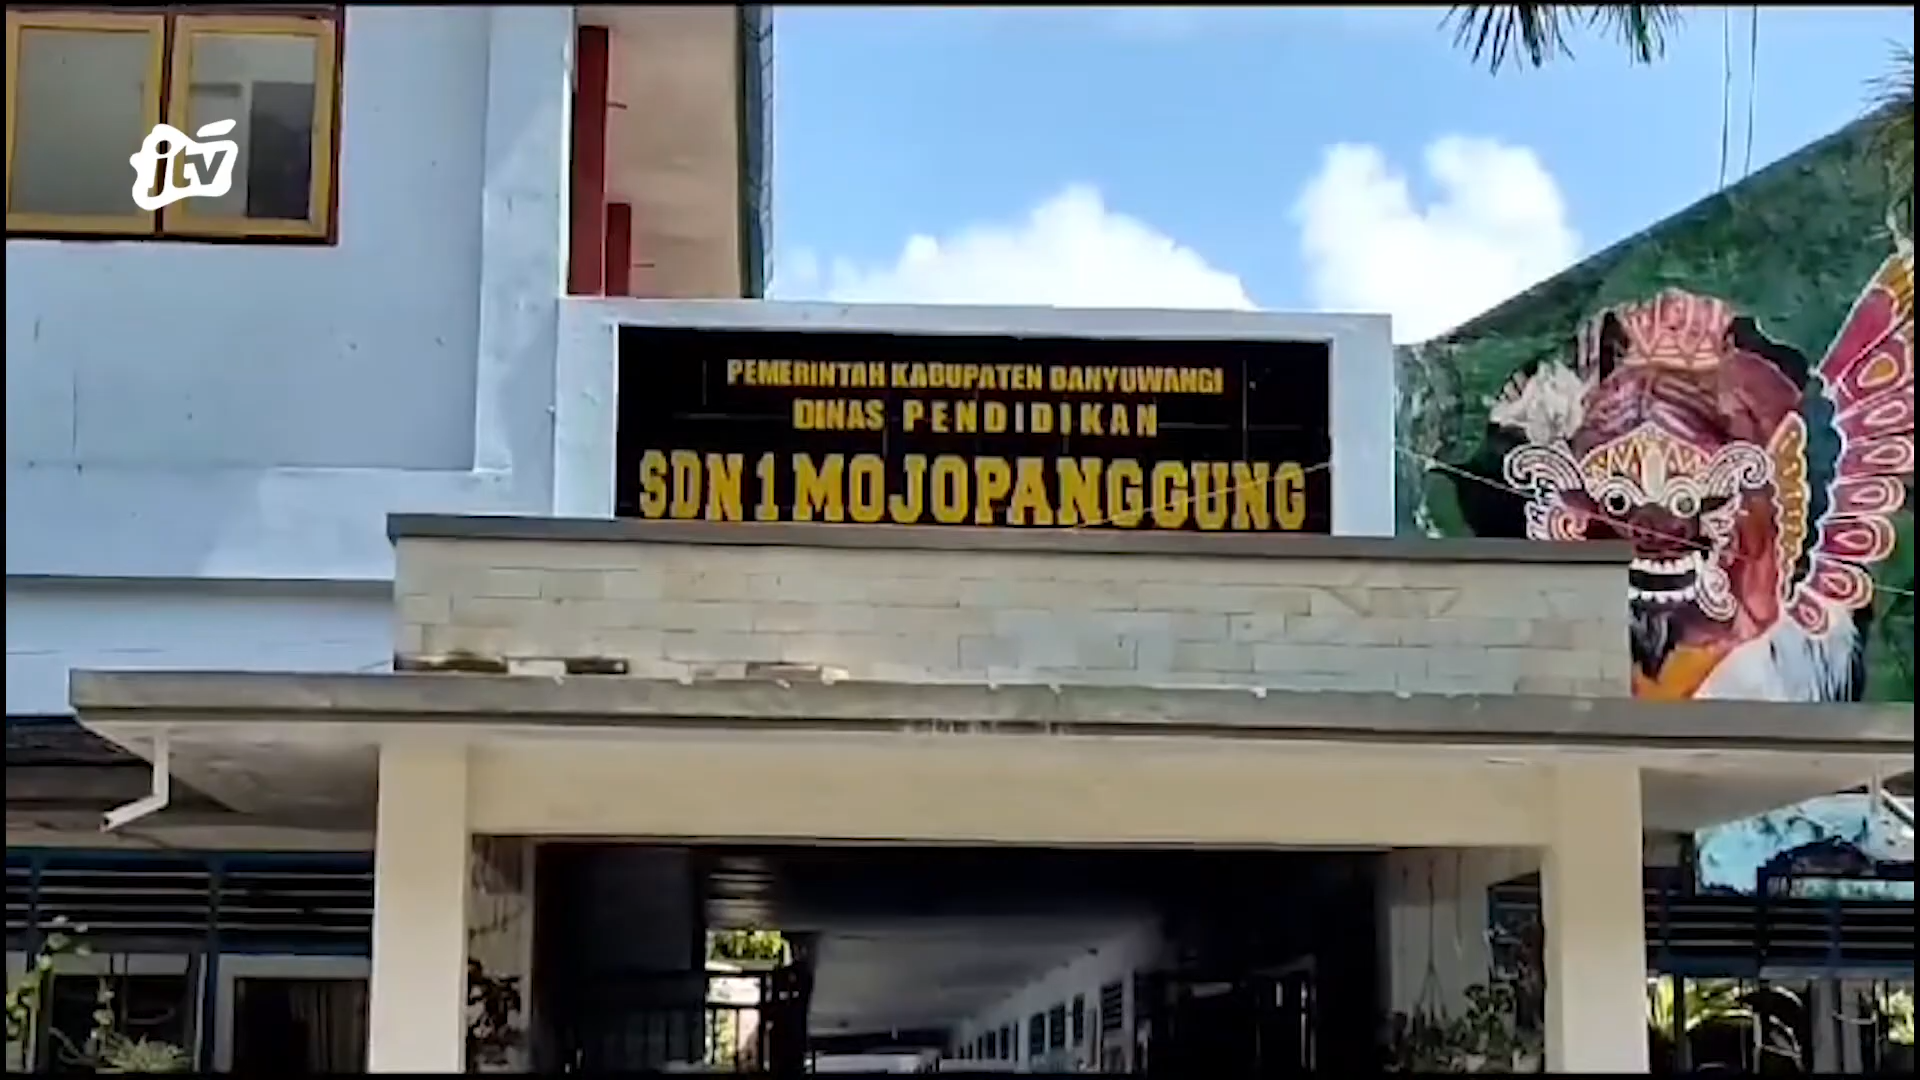 jtv
PEMERINTAH KABUPATEN BANYUWANGI
DINAS PENDIDIKAN
SDN 1 MOJOPANGGUNG